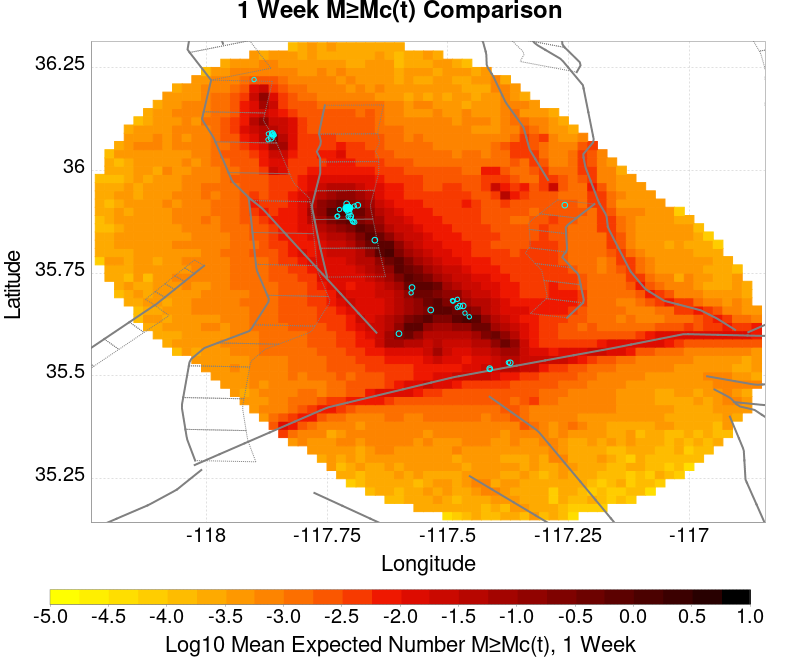 1 Week M≥Mc(t) Comparison
36.25
36
35.75
35.5
35.25
Latitude
-118 -117.75 -117.5 -117.25 -117
Longitude
-5.0 -4.5 -4.0 -3.5 -3.0 -2.5 -2.0 -1.5 -1.0 -0.5 0.0 0.5 1.0
Log10 Mean Expected Number M≥Mc(t), 1 Week